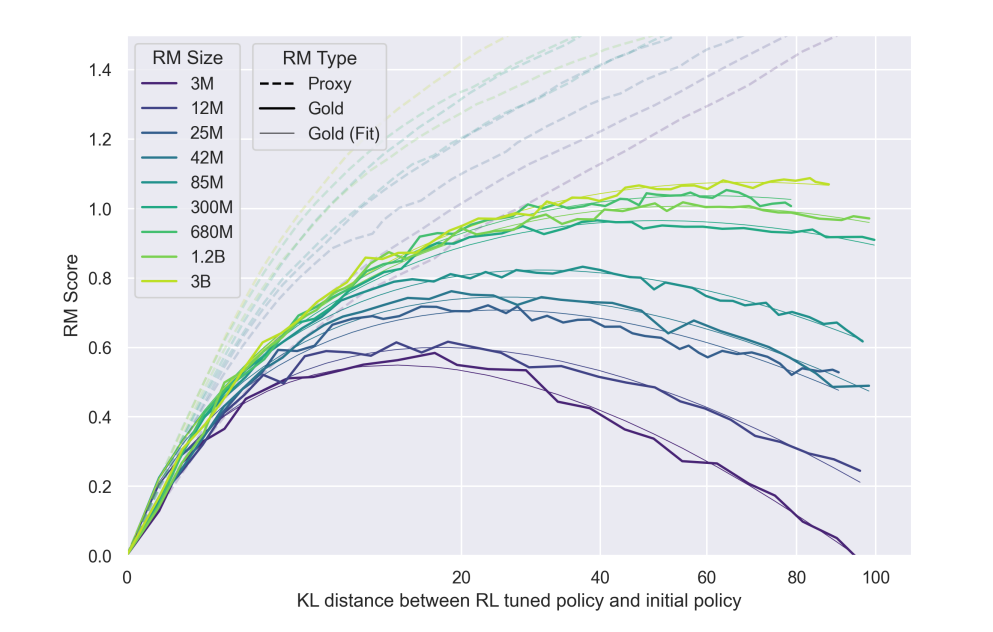 RM Size
3M
12M
25M
42M
85M
300M
680M
1.2B
3B
RM Type
Proxy
Gold
Gold (Fit)
1.4
1.2
1.0
0.8
0.6
0.4
0.2
0.0
RM Score
0 20 40 60 80 100
KL distance between RL tuned policy and initial policy